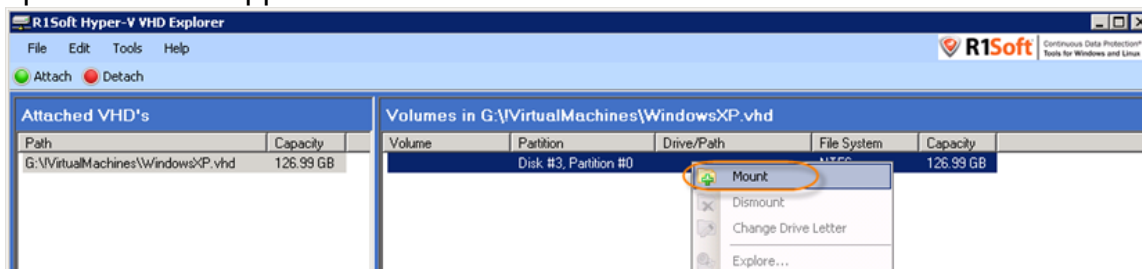 R1Soft Hyper-V VHD Explorer
File Edit Tools Help
R1Soft Continuous Data Protection® Tools for Windows and Linux
Attach Detach
Attached VHD's
Volumes in G:\!VirtualMachines\WindowsXP.vhd
Path Capacity
Volume Partition Drive/Path File System Capacity
G:\!VirtualMachines\WindowsXP.vhd 126.99 GB
Disk #3, Partition #0 NTFS 126.99 GB
Mount
Dismount
Change Drive Letter
Explore...